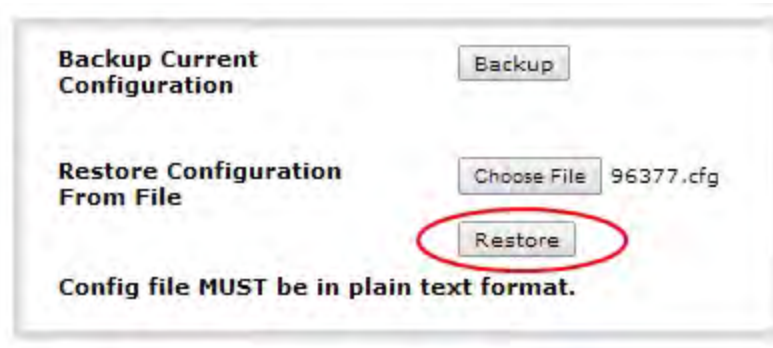 Backup Current
Configuration
Backup
Restore Configuration
From File
Choose File 96377.cfg
Restore
Config file MUST be in plain text format.